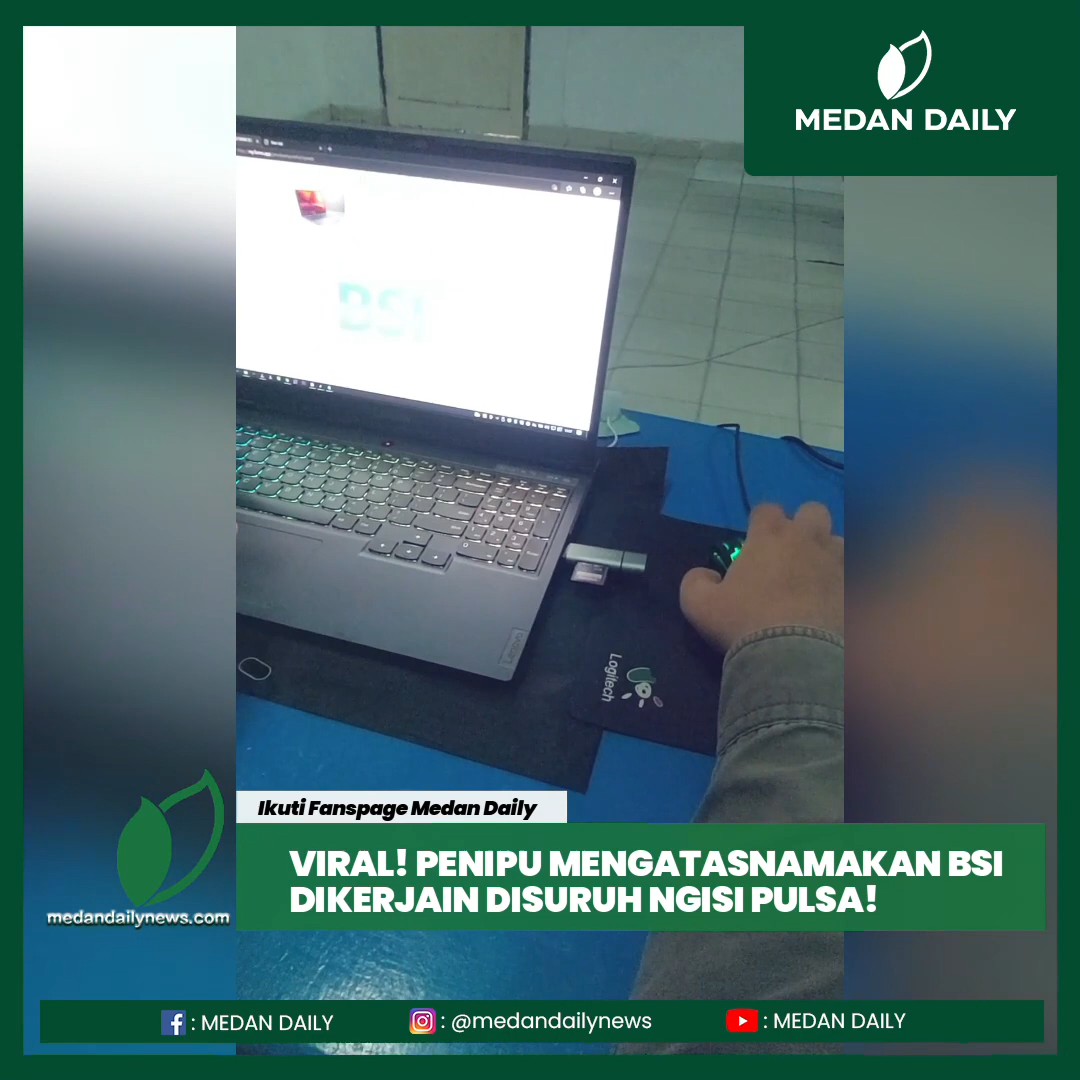 MEDAN DAILY
BSI
Lenovo
Logitech
Ikuti Fanspage Medan Daily
VIRAL! PENIPU MENGATASNAMAKAN BSI
DIKERJAIN DISURUH NGISI PULSA!
medandailynews.com
: MEDAN DAILY
: @medandailynews
: MEDAN DAILY